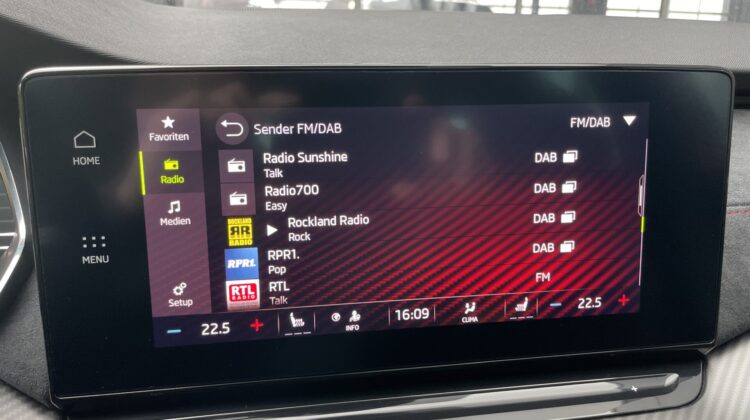 HOME
MENU
Favoriten
Radio
Medien
Setup
Sender FM/DAB
FM/DAB
Radio Sunshine
DAB
Talk
Radio700
DAB
Easy
ROCKLAND
RR
RADIO
Rockland Radio
DAB
Rock
RPR1.
RPR1.
DAB
Pop
RTL
RADIO
RTL
FM
Talk
− 22.5 +
INFO
16:09
CLIMA
− 22.5 +